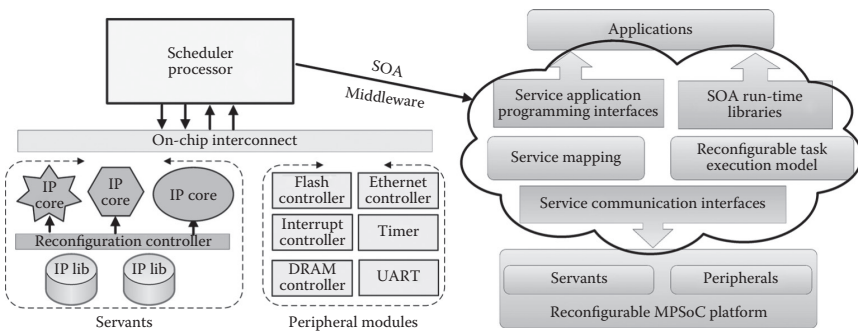 Scheduler
processor
SOA
Middleware
On-chip interconnect
IP
core
IP
core
IP core
Reconfiguration controller
IP lib
IP lib
Servants
Flash
controller
Ethernet
controller
Interrupt
controller
Timer
DRAM
controller
UART
Peripheral modules
Applications
Service application
programming interfaces
SOA run-time
libraries
Service mapping
Reconfigurable task
execution model
Service communication interfaces
Servants
Peripherals
Reconfigurable MPSoC platform